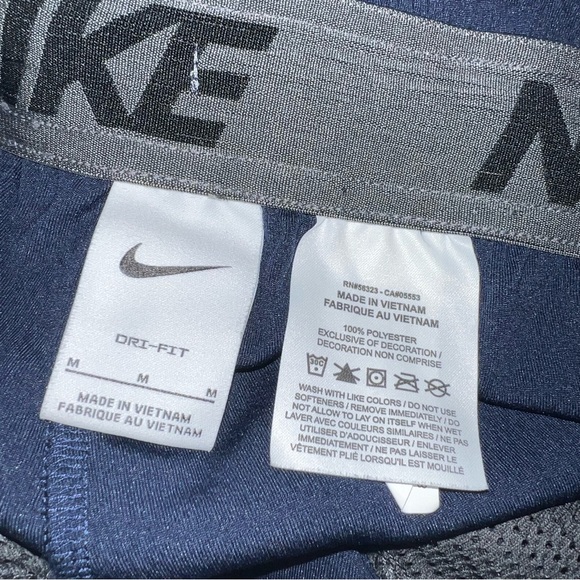 NIKE
N
DRI-FIT
M M M
MADE IN VIETNAM
FABRIQUE AU VIETNAM
RN#56323 - CA#05553
MADE IN VIETNAM
FABRIQUE AU VIETNAM
100% POLYESTER
EXCLUSIVE OF DECORATION /
DECORATION NON COMPRISE
30C
WASH WITH LIKE COLORS / DO NOT USE
SOFTENERS / REMOVE IMMEDIATELY / DO
NOT ALLOW TO LAY ON ITSELF WHEN WET
LAVER AVEC COULEURS SIMILAIRES / NE PAS
UTILISER D'ADOUCISSEUR / ENLEVER
IMMEDIATEMENT / NE PAS LAISSER LE
VÊTEMENT PLIÉ LORSQU'IL EST MOUILLÉ